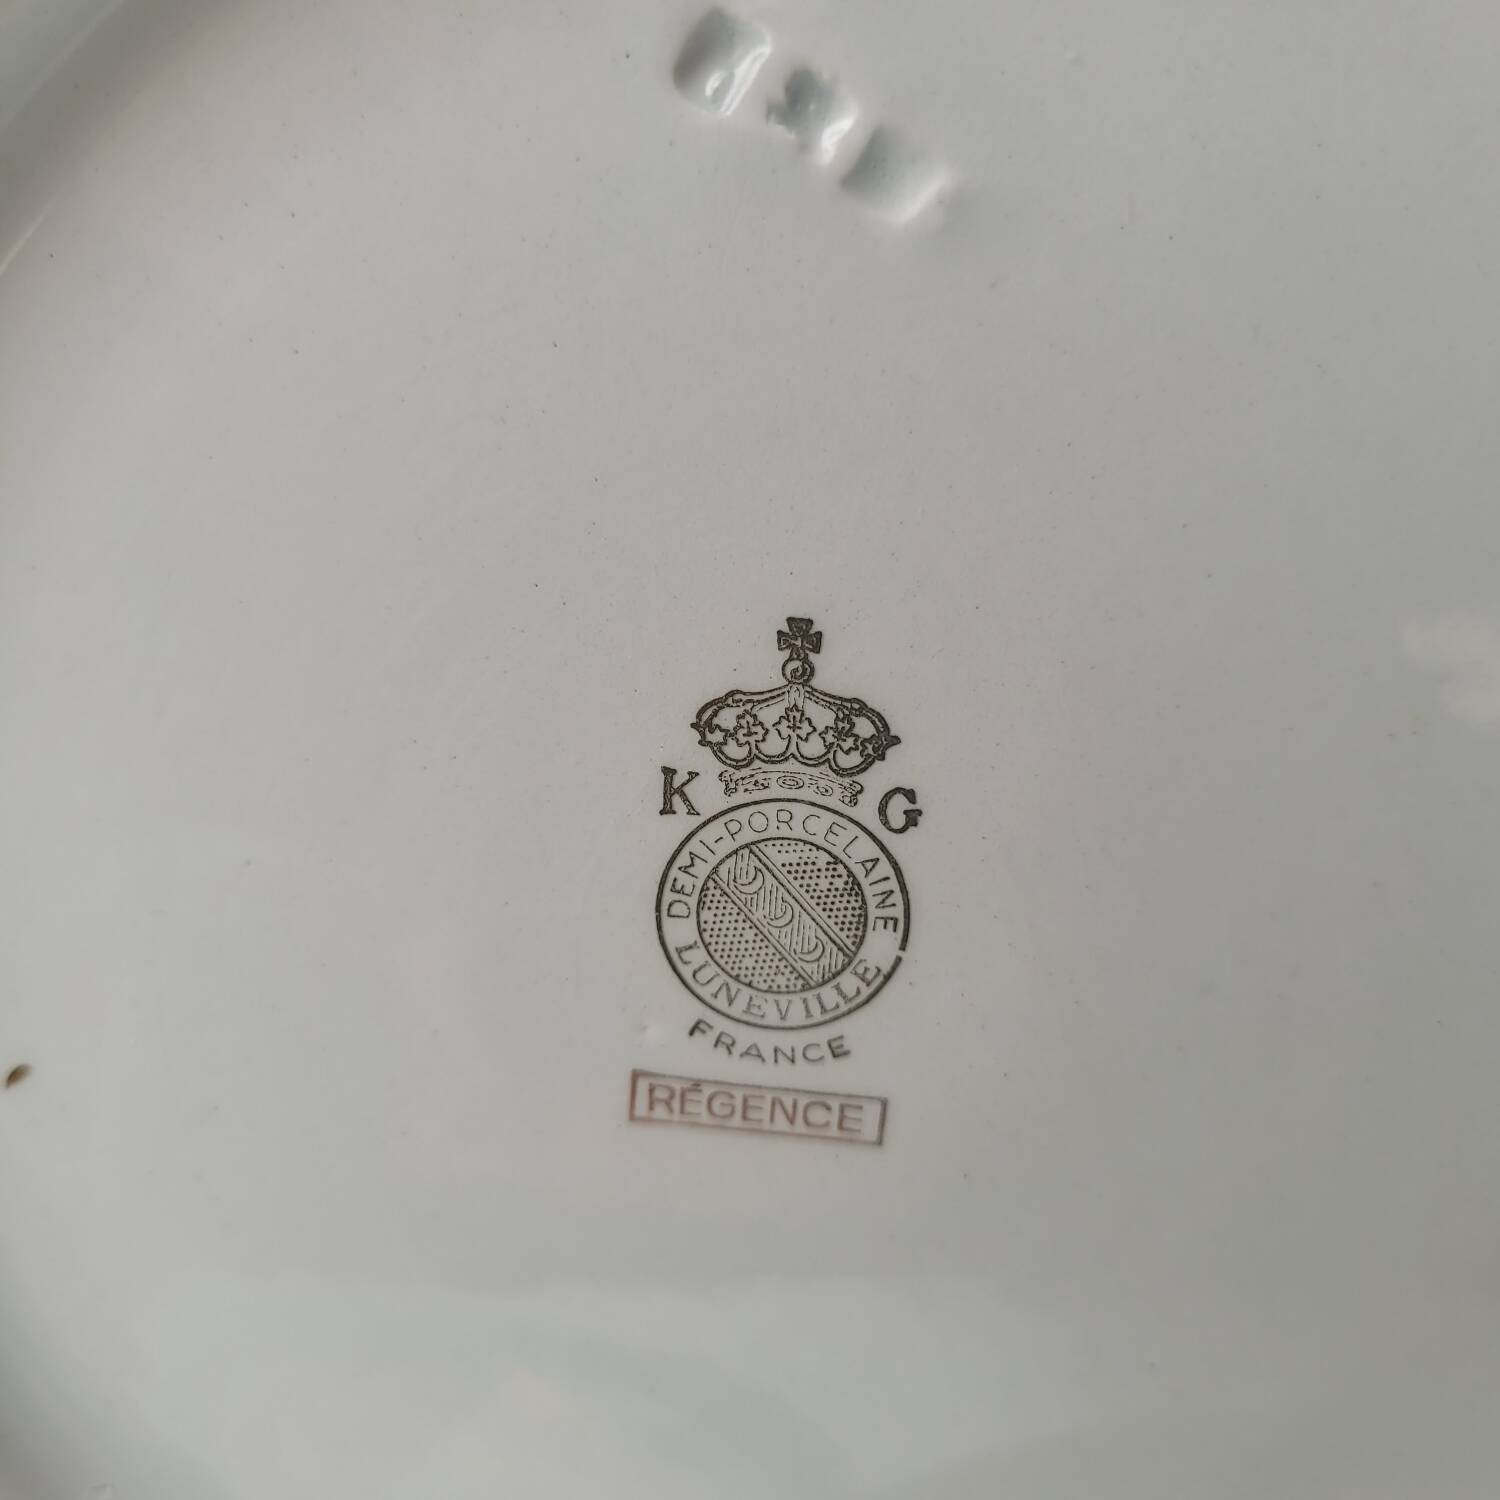 K G
DEMI-PORCELAINE
LUNEVILLE
FRANCE
RÉGENCE